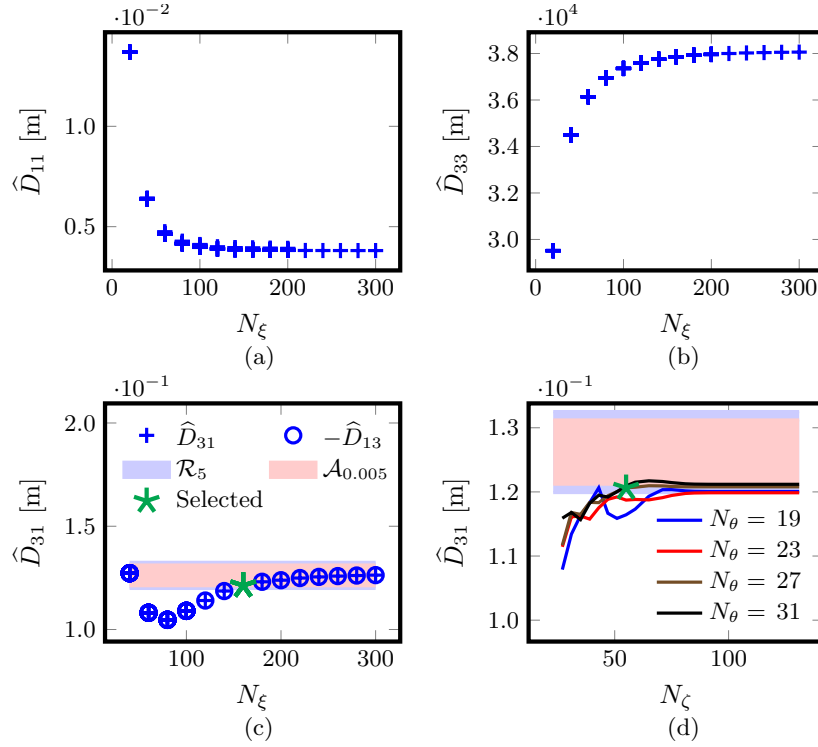 ·10⁻²
1.0
0.5
D̂₁₁ [m]
0 100 200 300
N_ξ
(a)
·10⁴
3.8
3.6
3.4
3.2
3.0
D̂₃₃ [m]
0 100 200 300
N_ξ
(b)
·10⁻¹
2.0
1.5
1.0
D̂₃₁ [m]
D̂₃₁ −D̂₁₃
R₅ A₀.₀₀₅
Selected
100 200 300
N_ξ
(c)
·10⁻¹
1.3
1.2
1.1
1.0
D̂₃₁ [m]
N_θ = 19
N_θ = 23
N_θ = 27
N_θ = 31
50 100
N_ζ
(d)